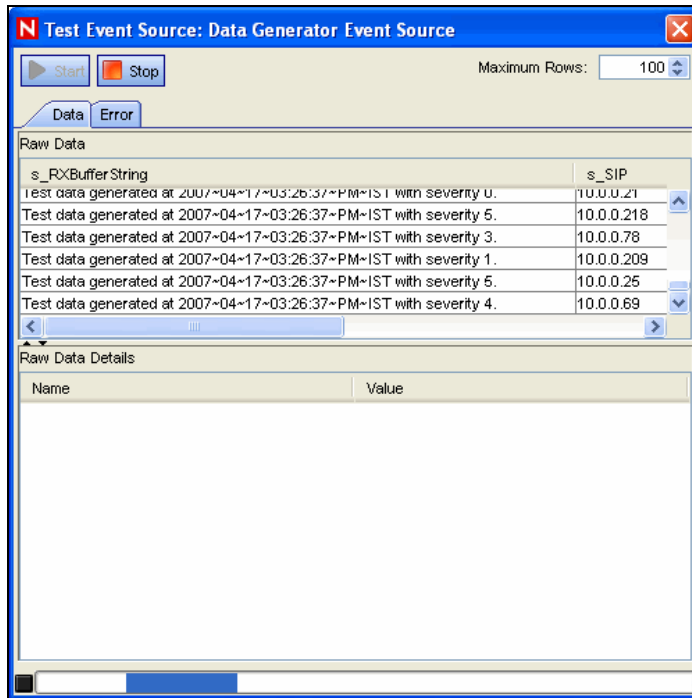 N Test Event Source: Data Generator Event Source
Start Stop Maximum Rows: 100
Data Error
Raw Data
s_RXBufferString s_SIP
Test data generated at 2007~04~17~03:26:37~PM~IST with severity 0. 10.0.0.21
Test data generated at 2007~04~17~03:26:37~PM~IST with severity 5. 10.0.0.218
Test data generated at 2007~04~17~03:26:37~PM~IST with severity 3. 10.0.0.78
Test data generated at 2007~04~17~03:26:37~PM~IST with severity 1. 10.0.0.209
Test data generated at 2007~04~17~03:26:37~PM~IST with severity 5. 10.0.0.25
Test data generated at 2007~04~17~03:26:37~PM~IST with severity 4. 10.0.0.69
Raw Data Details
Name Value